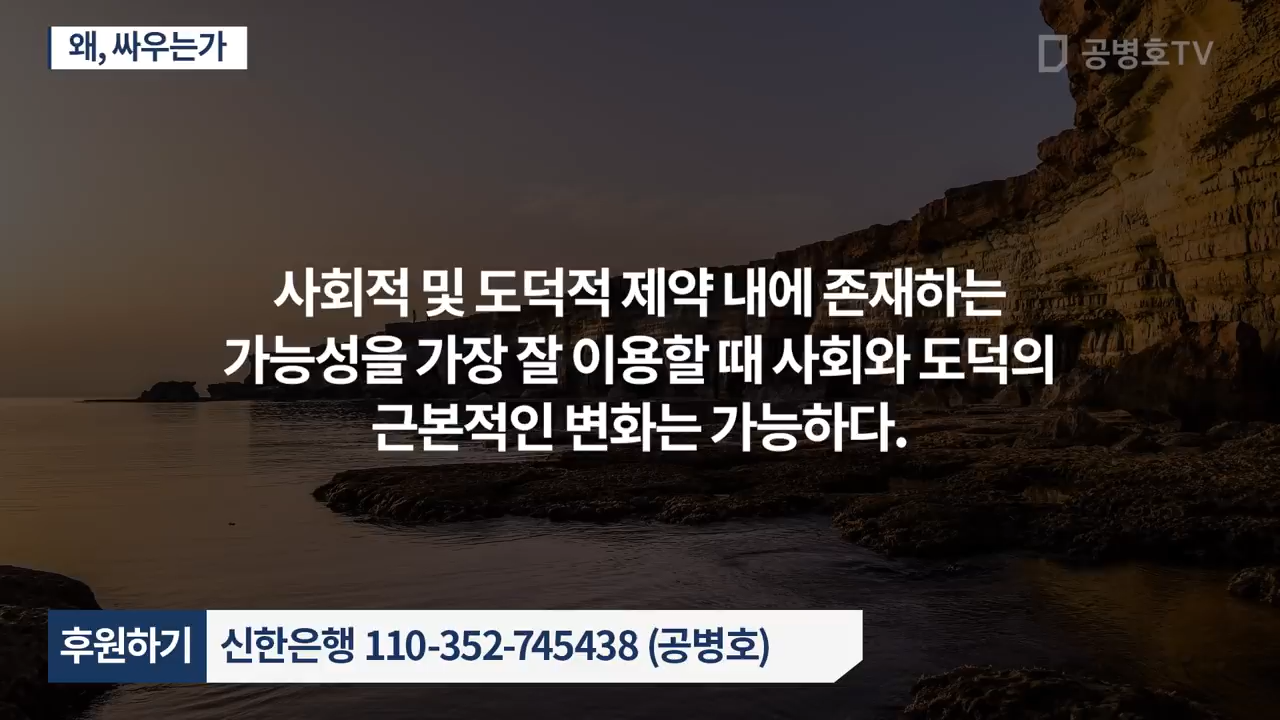 왜, 싸우는가
공병호TV
사회적 및 도덕적 제약 내에 존재하는
가능성을 가장 잘 이용할 때 사회와 도덕의
근본적인 변화는 가능하다.
후원하기 신한은행 110-352-745438 (공병호)